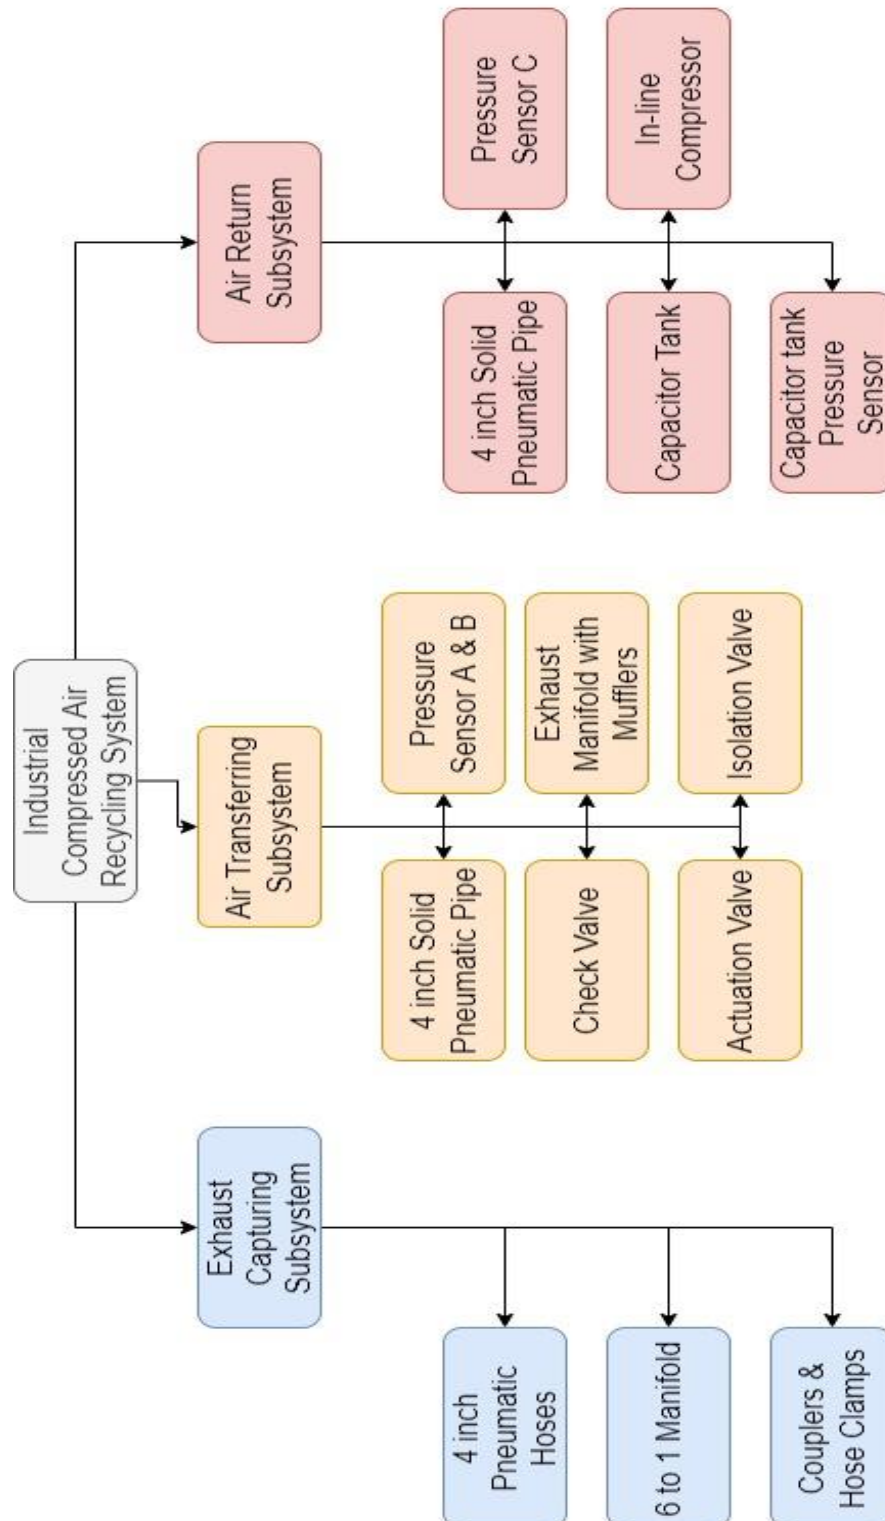 Industrial
Compressed Air
Recycling System
Exhaust
Capturing
Subsystem
Air Transferring
Subsystem
Air Return
Subsystem
4 inch
Pneumatic
Hoses
6 to 1 Manifold
Couplers &
Hose Clamps
4 inch Solid
Pneumatic Pipe
Pressure
Sensor A & B
Check Valve
Exhaust
Manifold with
Mufflers
Actuation Valve
Isolation Valve
4 inch Solid
Pneumatic Pipe
Pressure
Sensor C
Capacitor Tank
In-line
Compressor
Capacitor tank
Pressure
Sensor